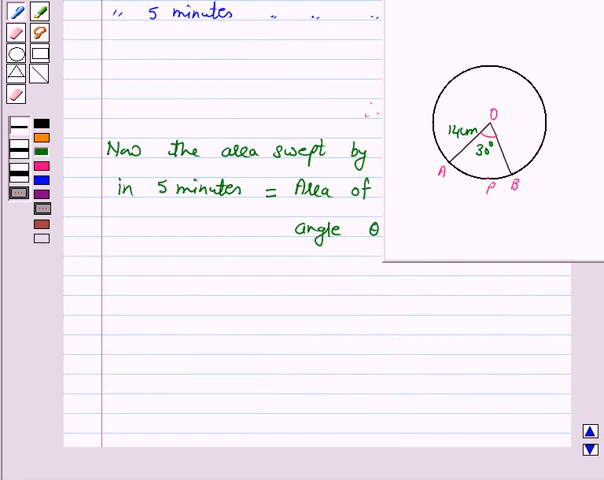 " 5 minutes " " "
∴
Now the area swept by
in 5 minutes = Area of
angle θ
O
14cm
30°
A
P
B